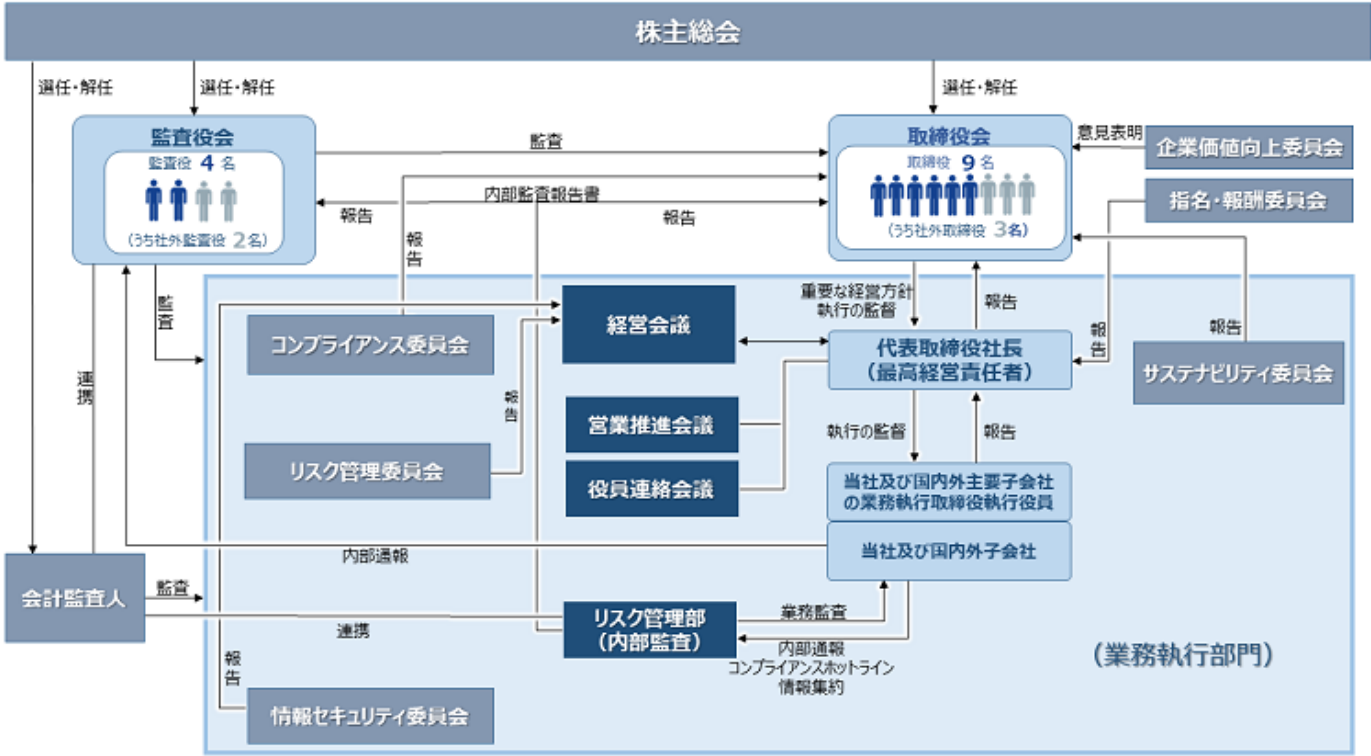 株主総会
選任・解任
選任・解任
選任・解任
監査役会
監査役 4 名
(うち社外監査役 2名)
監査
内部監査報告書
報告
報告
取締役会
取締役 9 名
(うち社外取締役 3名)
意見表明
企業価値向上委員会
指名・報酬委員会
報告
監査
連携
コンプライアンス委員会
経営会議
重要な経営方針
執行の監督
報告
代表取締役社長
(最高経営責任者)
報告
報告
サステナビリティ委員会
報告
リスク管理委員会
営業推進会議
役員連絡会議
執行の監督
報告
当社及び国内外主要子会社
の業務執行取締役執行役員
当社及び国内外子会社
内部通報
会計監査人
監査
連携
リスク管理部
(内部監査)
業務監査
内部通報
コンプライアンスホットライン
情報集約
(業務執行部門)
報告
情報セキュリティ委員会